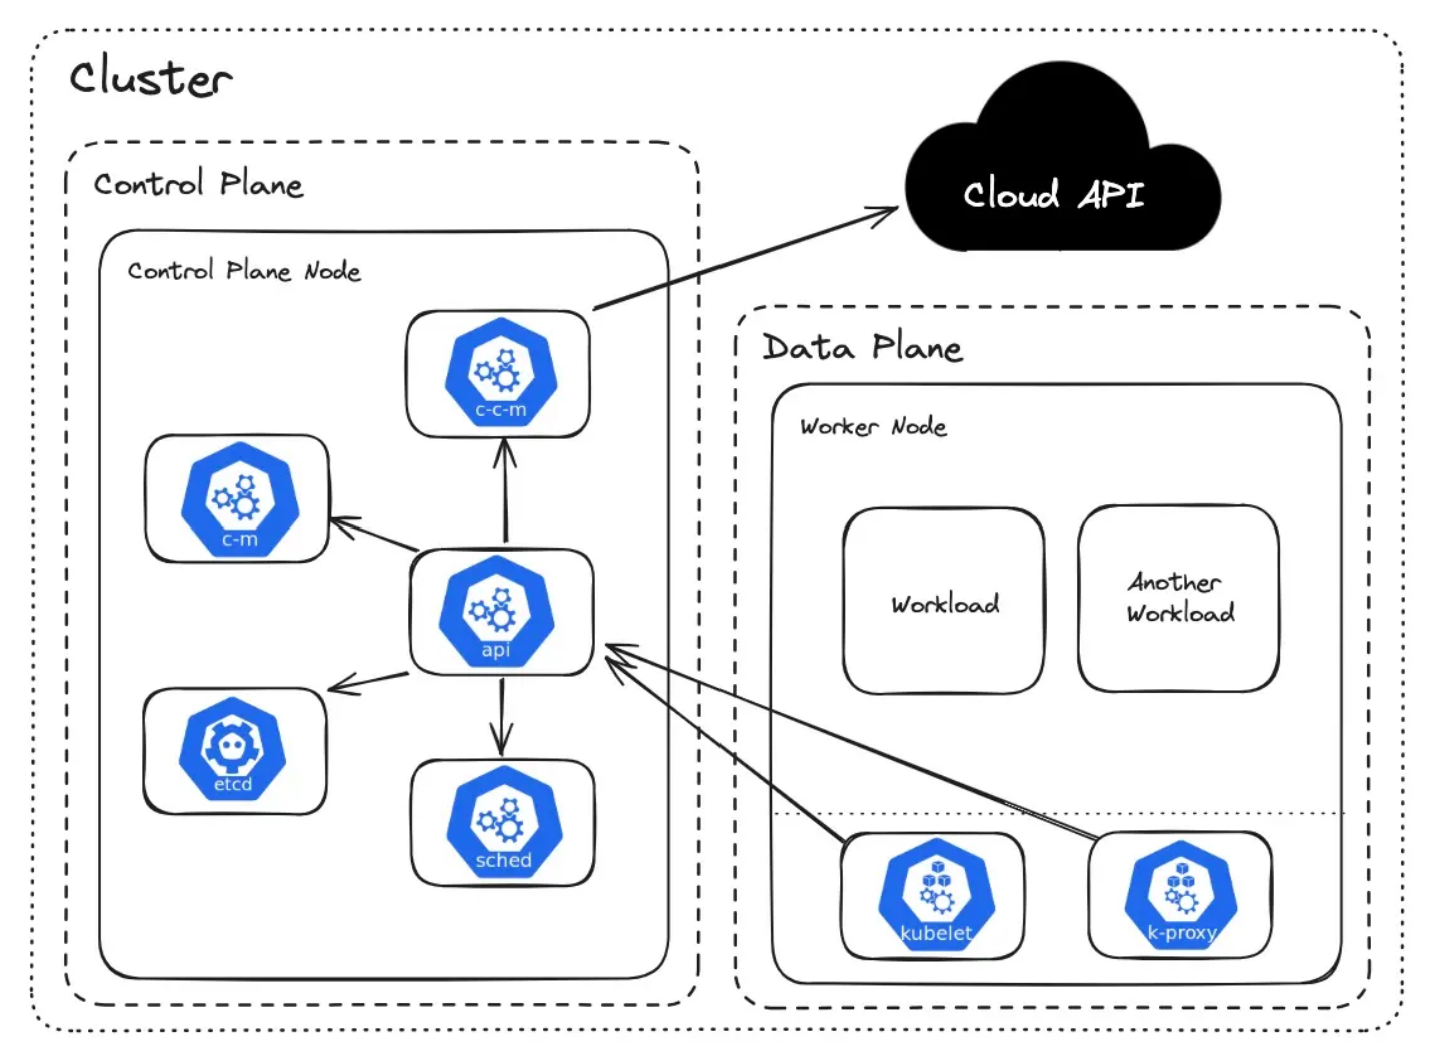 Cluster
Control Plane
Control Plane Node
c-c-m
c-m
api
etcd
sched
Cloud API
Data Plane
Worker Node
Workload
Another
Workload
kubelet
k-proxy